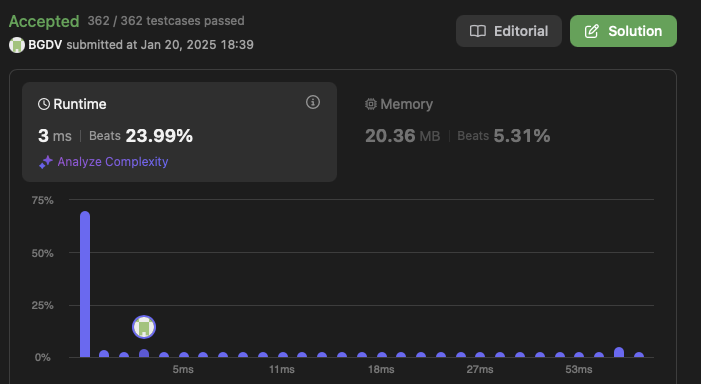 Accepted 362 / 362 testcases passed
BGDV submitted at Jan 20, 2025 18:39
Editorial
Solution
Runtime
3 ms | Beats 23.99%
Analyze Complexity
Memory
20.36 MB | Beats 5.31%
75%
50%
25%
0%
5ms 11ms 18ms 27ms 53ms